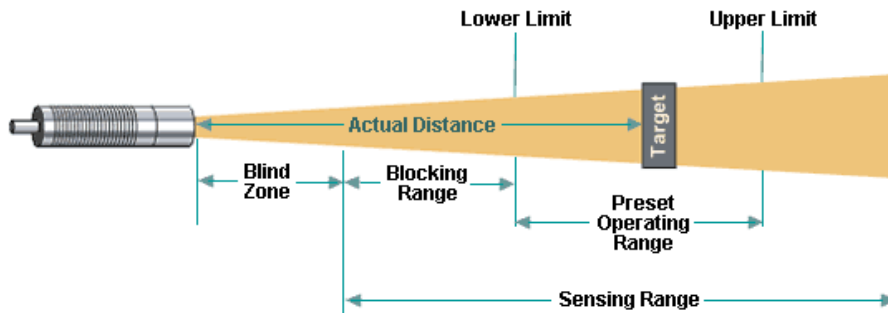 Lower Limit
Upper Limit
Actual Distance
Target
Blind
Zone
Blocking
Range
Preset
Operating
Range
Sensing Range